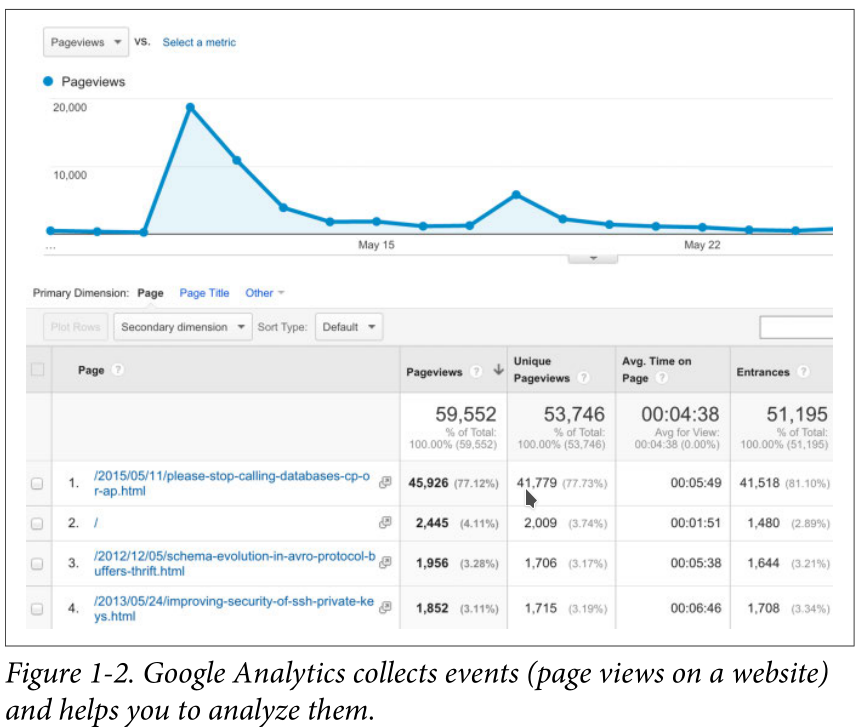 Pageviews vs. Select a metric
Pageviews
20,000
10,000
... May 15 May 22
Primary Dimension: Page Page Title Other
Plot Rows Secondary dimension Sort Type: Default
Page ? Pageviews ? Unique Pageviews ? Avg. Time on Page ? Entrances ?
59,552 53,746 00:04:38 51,195
% of Total: % of Total: Avg for View: % of Total:
100.00% (59,552) 100.00% (53,746) 00:04:38 (0.00%) 100.00% (51,195)
1. /2015/05/11/please-stop-calling-databases-cp-o
r-ap.html 45,926 (77.12%) 41,779 (77.73%) 00:05:49 41,518 (81.10%)
2. / 2,445 (4.11%) 2,009 (3.74%) 00:01:51 1,480 (2.89%)
3. /2012/12/05/schema-evolution-in-avro-protocol-b
uffers-thrift.html 1,956 (3.28%) 1,706 (3.17%) 00:05:38 1,644 (3.21%)
4. /2013/05/24/improving-security-of-ssh-private-ke
ys.html 1,852 (3.11%) 1,715 (3.19%) 00:06:46 1,708 (3.34%)
Figure 1-2. Google Analytics collects events (page views on a website)
and helps you to analyze them.